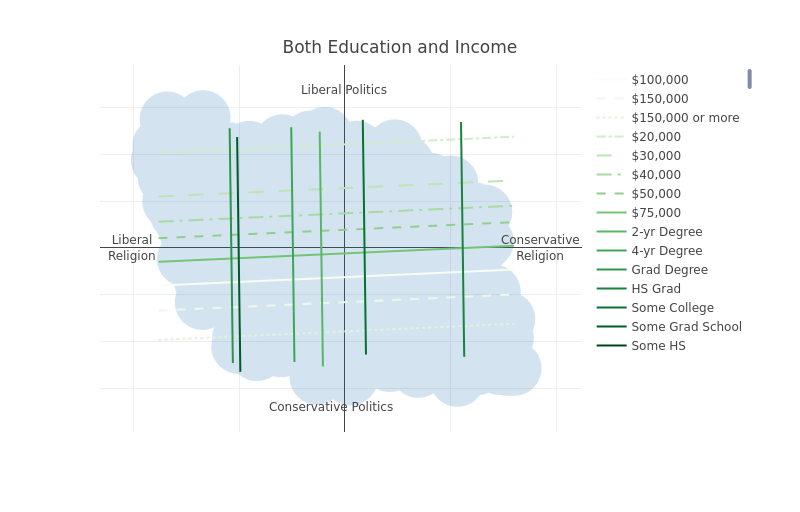 Both Education and Income
Liberal Politics
Liberal
Religion
Conservative
Religion
Conservative Politics
$100,000
$150,000
$150,000 or more
$20,000
$30,000
$40,000
$50,000
$75,000
2-yr Degree
4-yr Degree
Grad Degree
HS Grad
Some College
Some Grad School
Some HS